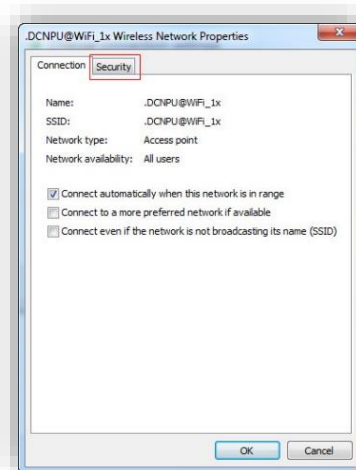 .DCNPU@WiFi_1x Wireless Network Properties
Connection Security
Name: .DCNPU@WiFi_1x
SSID: .DCNPU@WiFi_1x
Network type: Access point
Network availability: All users
Connect automatically when this network is in range
Connect to a more preferred network if available
Connect even if the network is not broadcasting its name (SSID)
OK Cancel